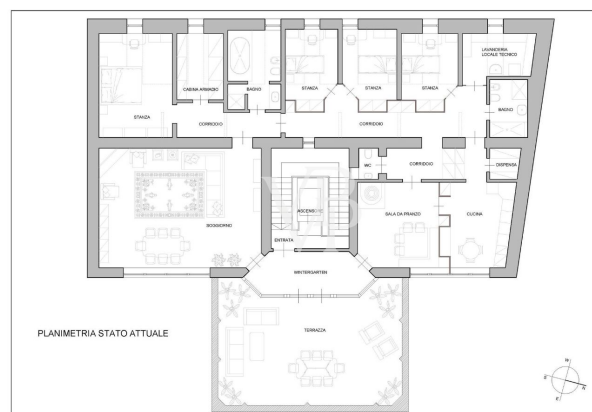 LAVANDERIA
LOCALE TECNICO
CABINA ARMADIO
BAGNO
STANZA
STANZA
STANZA
STANZA
BAGNO
CORRIDOIO
CORRIDOIO
WC
CORRIDOIO
DISPENSA
ASCENSORE
SOGGIORNO
SALA DA PRANZO
CUCINA
ENTRATA
WINTERGARTEN
TERRAZZA
PLANIMETRIA STATO ATTUALE